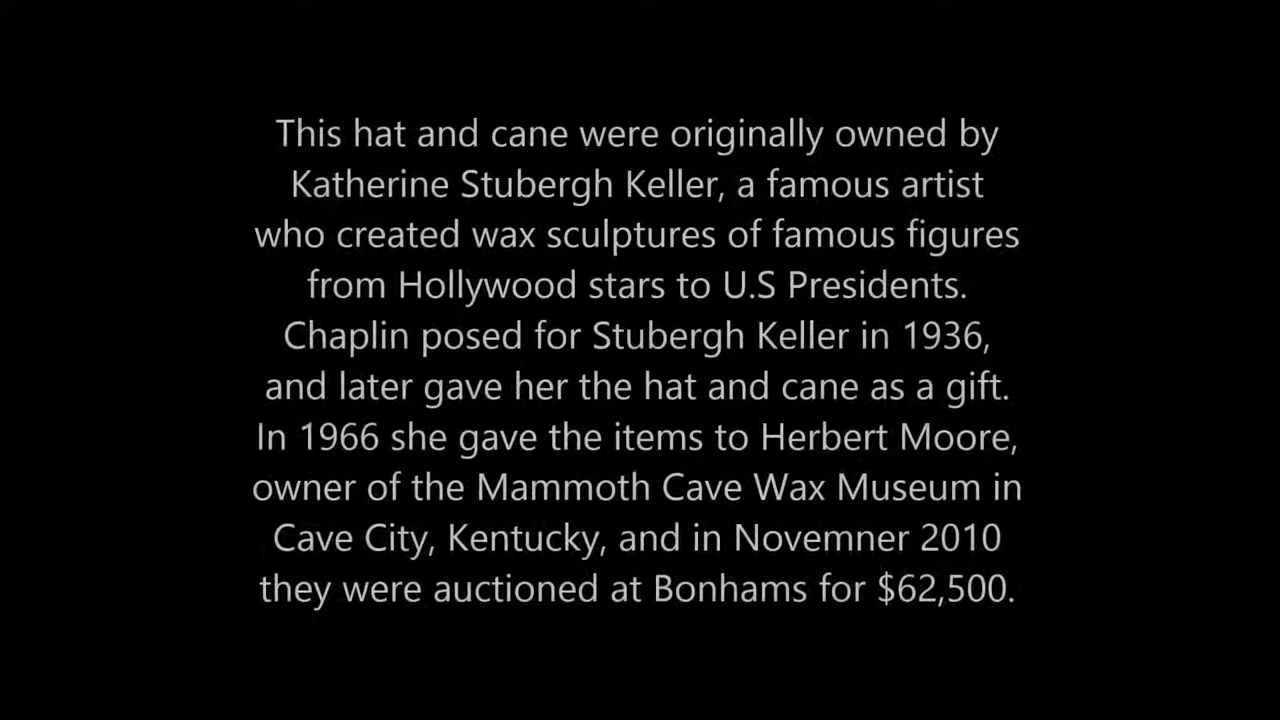 This hat and cane were originally owned by
Katherine Stubergh Keller, a famous artist
who created wax sculptures of famous figures
from Hollywood stars to U.S Presidents.
Chaplin posed for Stubergh Keller in 1936,
and later gave her the hat and cane as a gift.
In 1966 she gave the items to Herbert Moore,
owner of the Mammoth Cave Wax Museum in
Cave City, Kentucky, and in Novemner 2010
they were auctioned at Bonhams for $62,500.